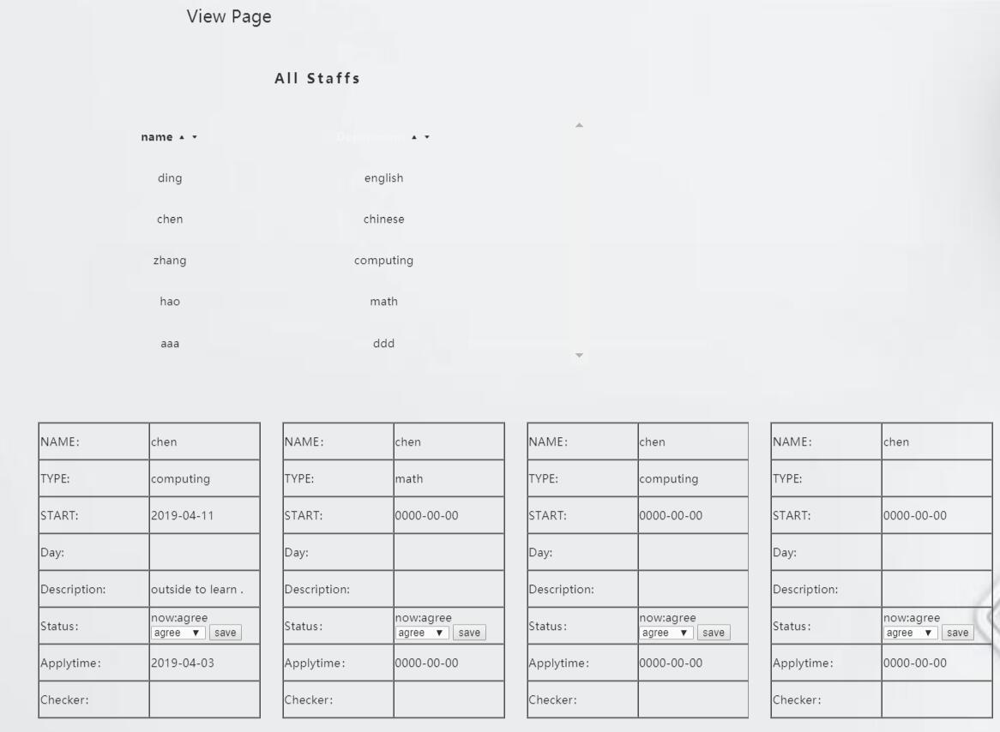 View Page
All Staffs
name ▲ ▼ Department ▲ ▼
ding english
chen chinese
zhang computing
hao math
aaa ddd
NAME: chen NAME: chen NAME: chen NAME: chen
TYPE: computing TYPE: math TYPE: computing TYPE:
START: 2019-04-11 START: 0000-00-00 START: 0000-00-00 START: 0000-00-00
Day: Day: Day: Day:
Description: outside to learn . Description: Description: Description:
now:agree now:agree now:agree now:agree
Status: agree ▼ save Status: agree ▼ save Status: agree ▼ save Status: agree ▼ save
Applytime: 2019-04-03 Applytime: 0000-00-00 Applytime: 0000-00-00 Applytime: 0000-00-00
Checker: Checker: Checker: Checker: